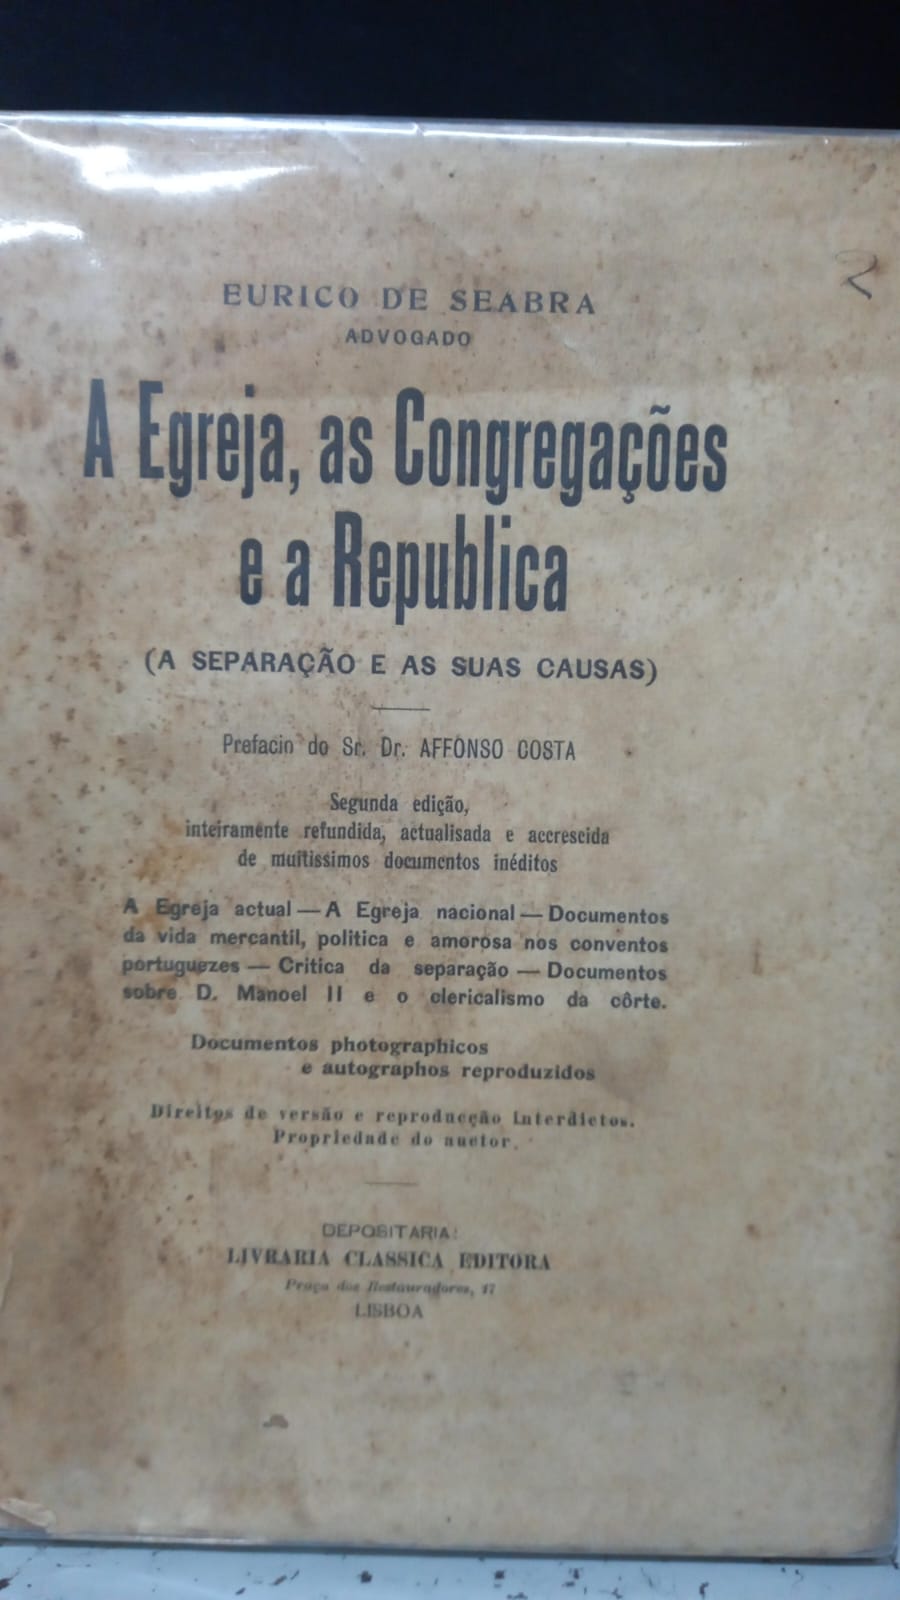 2
EURICO DE SEABRA
ADVOGADO
A Egreja, as Congregações
e a Republica
(A SEPARAÇÃO E AS SUAS CAUSAS)
Prefacio do Sr. Dr. AFFONSO COSTA
Segunda edição,
inteiramente refundida, actualisada e accrescida
de muitissimos documentos inéditos
A Egreja actual — A Egreja nacional — Documentos
da vida mercantil, politica e amorosa nos conventos
portuguezes — Critica da separação — Documentos
sobre D. Manoel II e o clericalismo da côrte.
Documentos photographicos
e autographos reproduzidos
Direitos de versão e reproducção interdictos.
Propriedade do auctor.
DEPOSITARIA:
LIVRARIA CLASSICA EDITORA
Praça dos Restauradores, 17
LISBOA